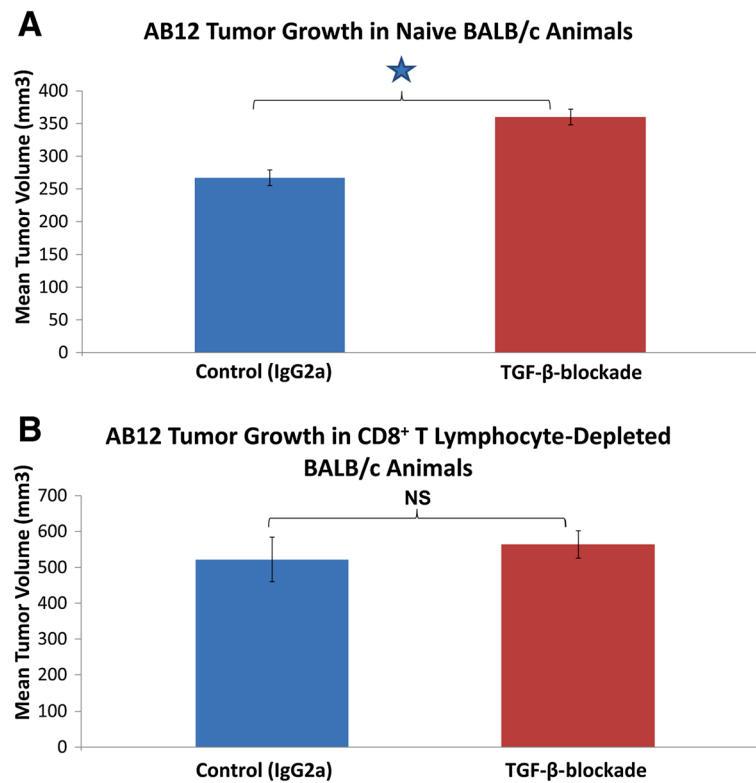 A
AB12 Tumor Growth in Naive BALB/c Animals
Mean Tumor Volume (mm3)
400
350
300
250
200
150
100
50
0
Control (IgG2a)
TGF-β-blockade
B
AB12 Tumor Growth in CD8⁺ T Lymphocyte-Depleted
BALB/c Animals
NS
Mean Tumor Volume (mm3)
700
600
500
400
300
200
100
0
Control (IgG2a)
TGF-β-blockade